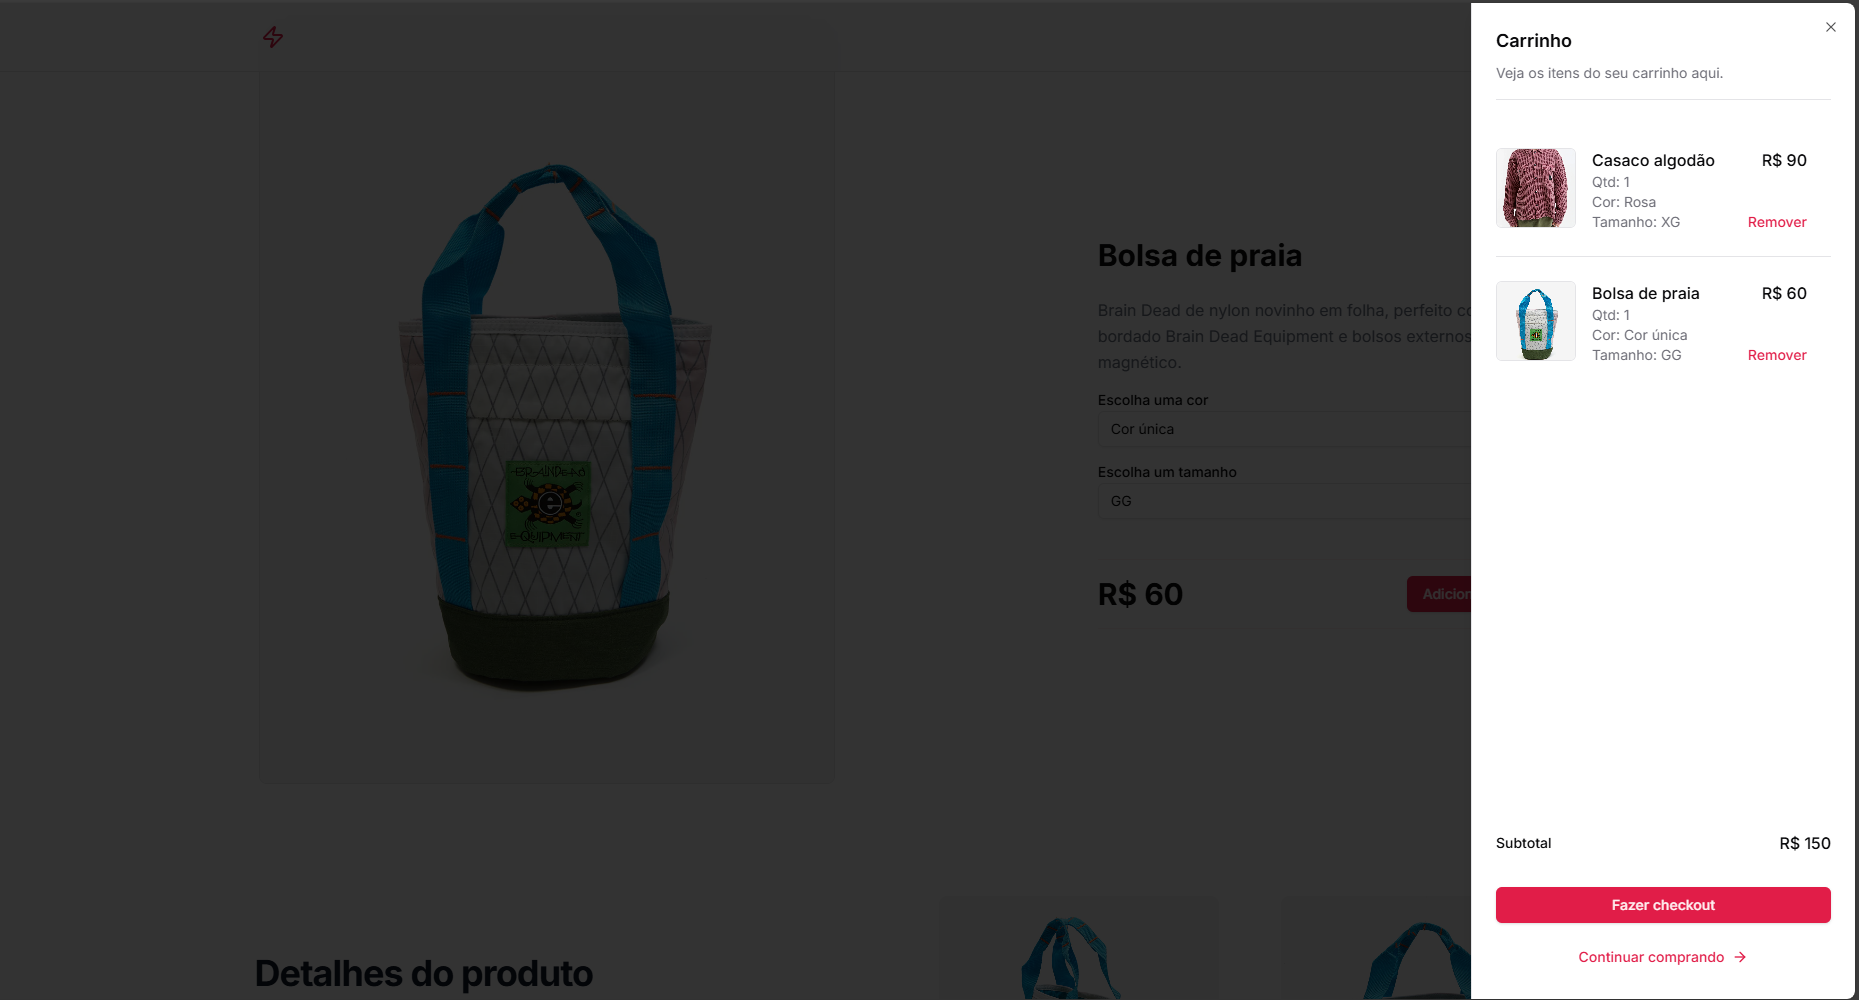 Carrinho
Veja os itens do seu carrinho aqui.
Casaco algodão R$ 90
Qtd: 1
Cor: Rosa
Tamanho: XG Remover
Bolsa de praia R$ 60
Qtd: 1
Cor: Cor única
Tamanho: GG Remover
Subtotal R$ 150
Fazer checkout
Continuar comprando
Bolsa de praia
Brain Dead de nylon novinho em folha, perfeito
bordado Brain Dead Equipment e bolsos externos
magnético.
Escolha uma cor
Cor única
Escolha um tamanho
GG
R$ 60
Adicion
BRAINDEAD
e
EQUIPMENT
Detalhes do produto